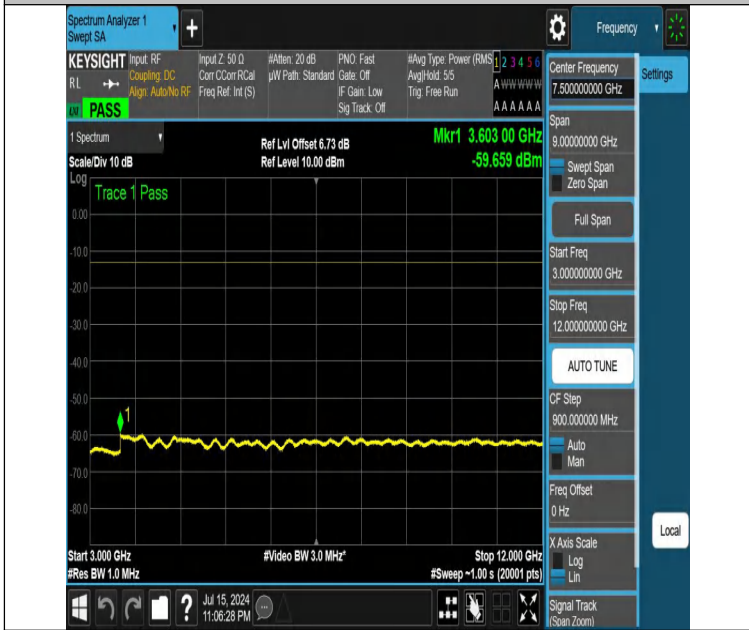 Spectrum Analyzer 1
Swept SA
+
Frequency
KEYSIGHT
RL
LXI PASS
Input: RF
Coupling: DC
Align: Auto/No RF
Input Z: 50 Ω
Corr CCorr RCal
Freq Ref: Int (S)
#Atten: 20 dB
µW Path: Standard
PNO: Fast
Gate: Off
IF Gain: Low
Sig Track: Off
#Avg Type: Power (RMS
Avg|Hold: 5/5
Trig: Free Run
1 2 3 4 5 6
A W W W W W
A A A A A A
1 Spectrum
Scale/Div 10 dB
Ref Lvl Offset 6.73 dB
Ref Level 10.00 dBm
Mkr1 3.603 00 GHz
-59.659 dBm
Log
Trace 1 Pass
0.00
-10.0
-20.0
-30.0
-40.0
-50.0
-60.0
-70.0
-80.0
1
Start 3.000 GHz
#Res BW 1.0 MHz
#Video BW 3.0 MHz*
Stop 12.000 GHz
#Sweep ~1.00 s (20001 pts)
Center Frequency
7.500000000 GHz
Settings
Span
9.00000000 GHz
Swept Span
Zero Span
Full Span
Start Freq
3.000000000 GHz
Stop Freq
12.000000000 GHz
AUTO TUNE
CF Step
900.000000 MHz
Auto
Man
Freq Offset
0 Hz
X Axis Scale
Log
Lin
Local
Signal Track
(Span Zoom)
?
Jul 15, 2024
11:06:28 PM